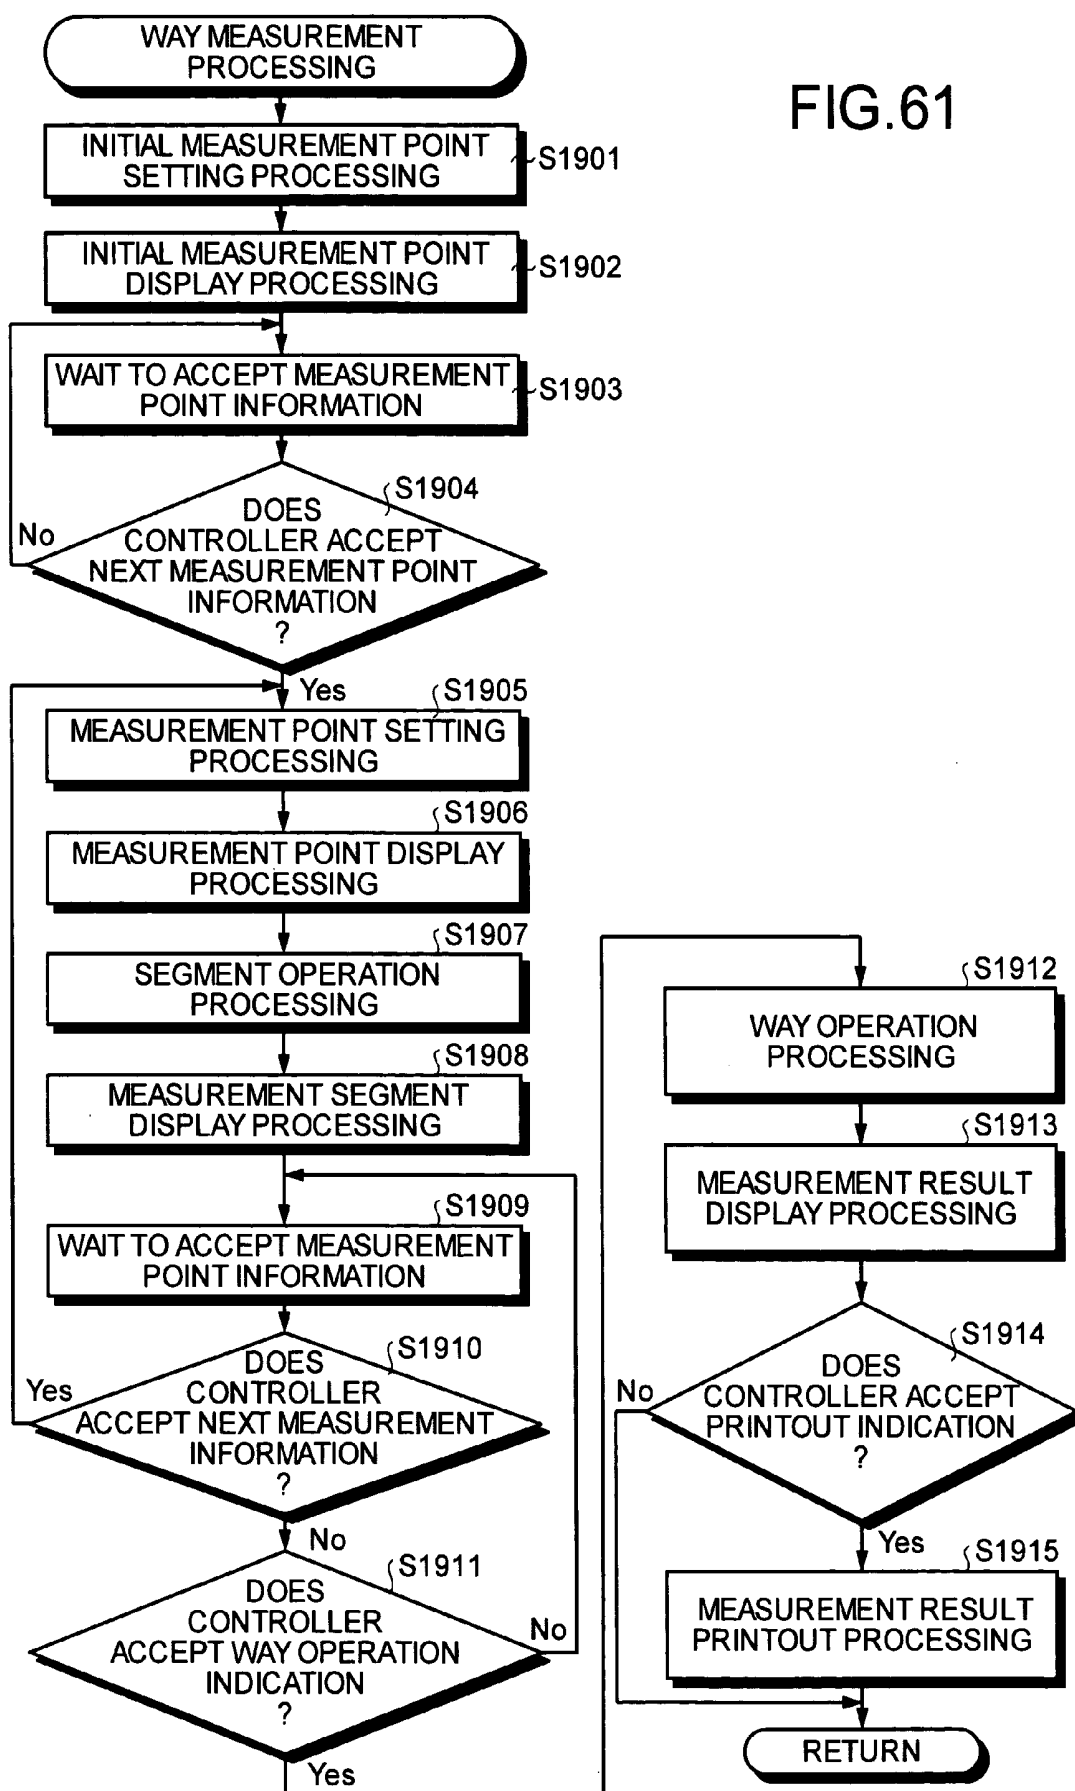 WAY MEASUREMENT
PROCESSING
FIG.61
INITIAL MEASUREMENT POINT
SETTING PROCESSING
S1901
INITIAL MEASUREMENT POINT
DISPLAY PROCESSING
S1902
WAIT TO ACCEPT MEASUREMENT
POINT INFORMATION
S1903
S1904
DOES
CONTROLLER ACCEPT
NEXT MEASUREMENT POINT
INFORMATION
?
No
Yes
S1905
MEASUREMENT POINT SETTING
PROCESSING
S1906
MEASUREMENT POINT DISPLAY
PROCESSING
S1907
SEGMENT OPERATION
PROCESSING
S1908
MEASUREMENT SEGMENT
DISPLAY PROCESSING
S1909
WAIT TO ACCEPT MEASUREMENT
POINT INFORMATION
S1910
DOES
CONTROLLER
ACCEPT NEXT MEASUREMENT
INFORMATION
?
Yes
No
S1911
DOES
CONTROLLER
ACCEPT WAY OPERATION
INDICATION
?
No
Yes
S1912
WAY OPERATION
PROCESSING
S1913
MEASUREMENT RESULT
DISPLAY PROCESSING
S1914
DOES
CONTROLLER ACCEPT
PRINTOUT INDICATION
?
No
Yes
S1915
MEASUREMENT RESULT
PRINTOUT PROCESSING
RETURN